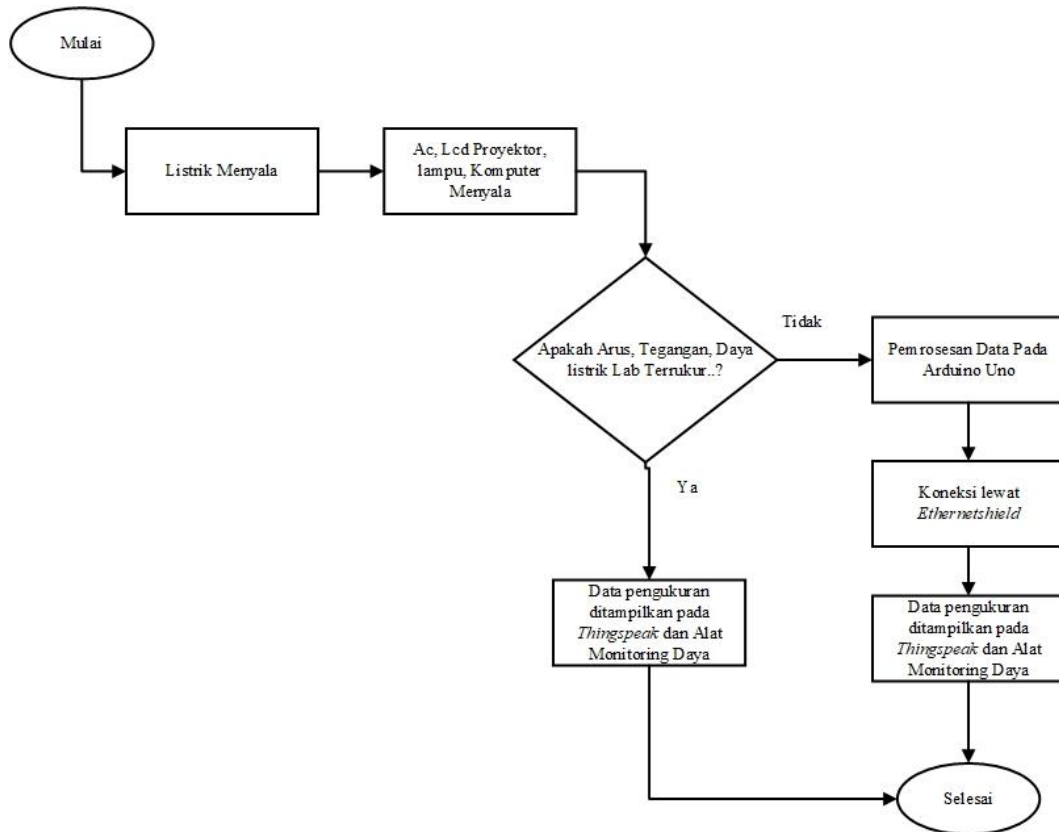 Mulai
Listrik Menyala
Ac, Lcd Proyektor,
lampu, Komputer
Menyala
Apakah Arus, Tegangan, Daya
listrik Lab Terrukur..?
Tidak
Pemrosesan Data Pada
Arduino Uno
Ya
Koneksi lewat
Ethernetshield
Data pengukuran
ditampilkan pada
Thingspeak dan Alat
Monitoring Daya
Data pengukuran
ditampilkan pada
Thingspeak dan Alat
Monitoring Daya
Selesai